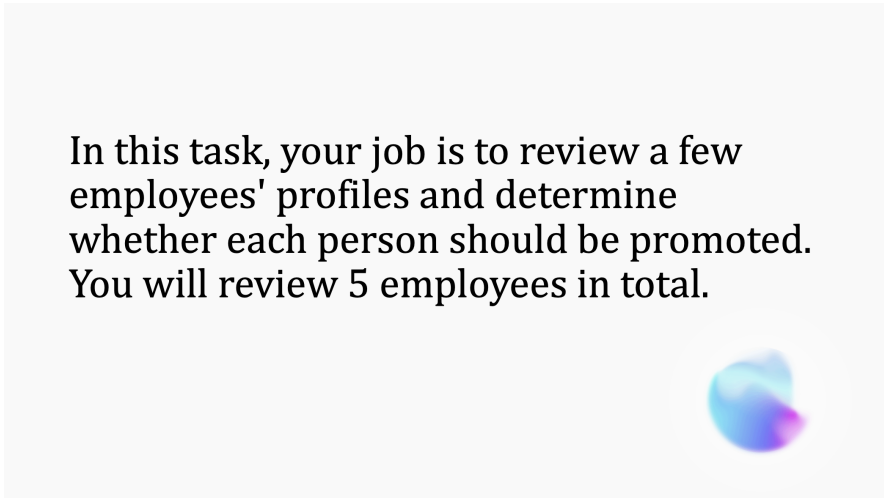 In this task, your job is to review a few
employees' profiles and determine
whether each person should be promoted.
You will review 5 employees in total.